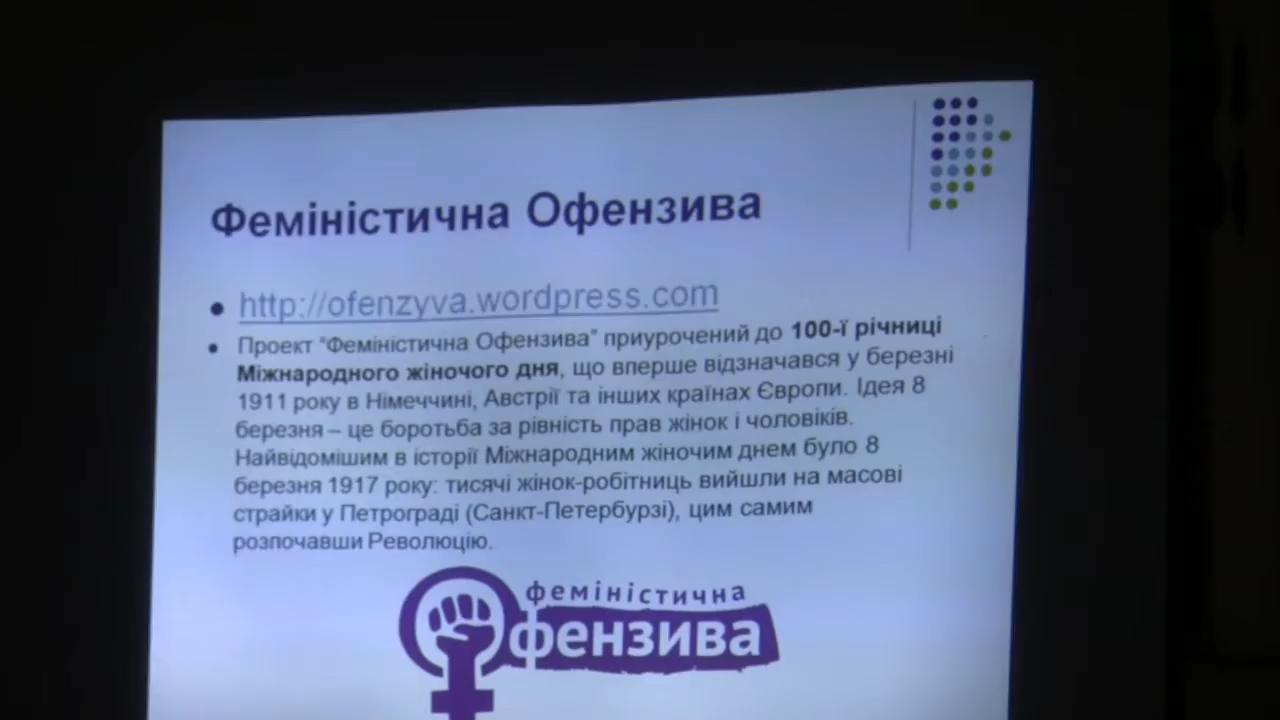 Феміністична Офензива
http://ofenzyva.wordpress.com
Проект “Феміністична Офензива” приурочений до 100-ї річниці
Міжнародного жіночого дня, що вперше відзначався у березні
1911 року в Німеччині, Австрії та інших країнах Європи. Ідея 8
березня – це боротьба за рівність прав жінок і чоловіків.
Найвідомішим в історії Міжнародним жіночим днем було 8
березня 1917 року: тисячі жінок-робітниць вийшли на масові
страйки у Петрограді (Санкт-Петербурзі), цим самим
розпочавши Революцію.
феміністична
Офензива